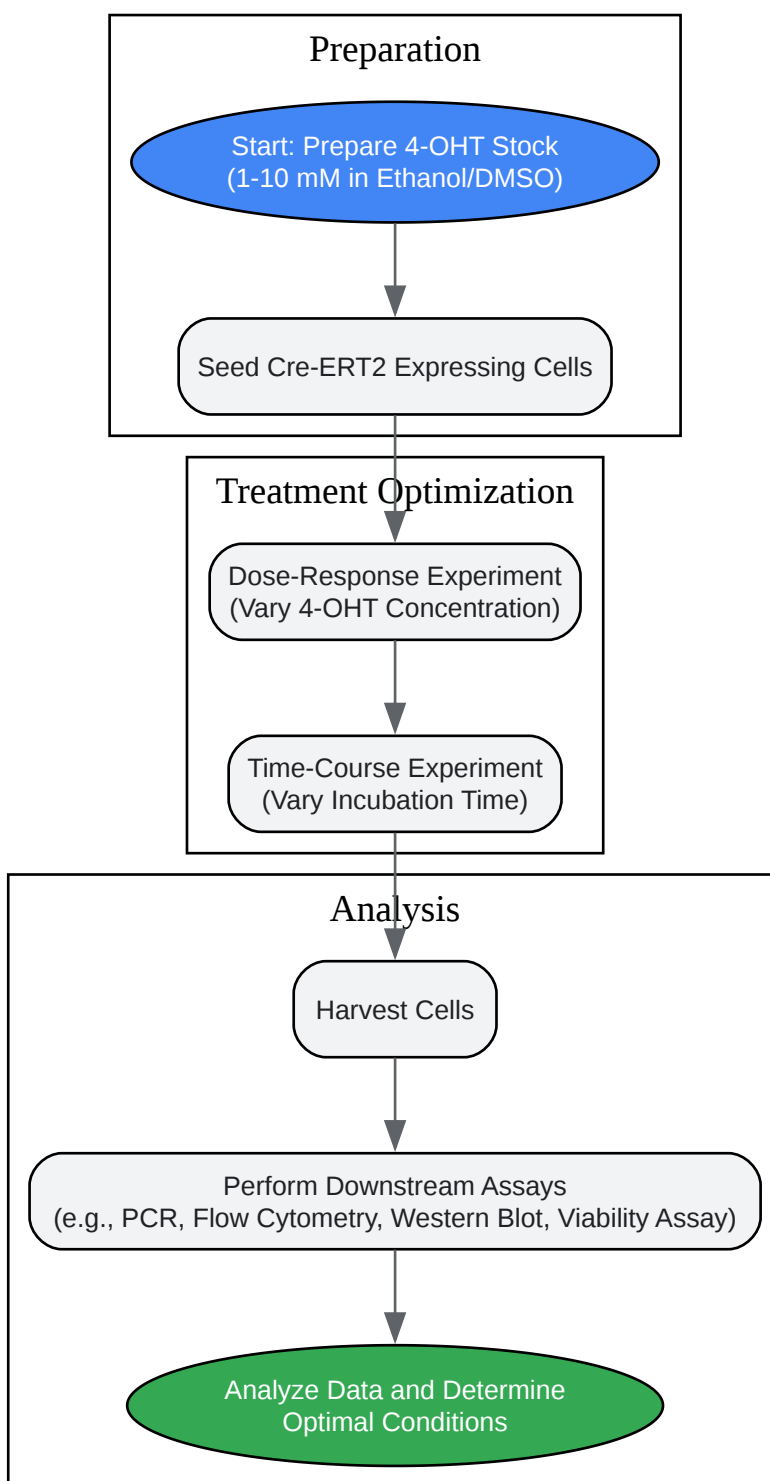 Preparation
Start: Prepare 4-OHT Stock
(1-10 mM in Ethanol/DMSO)
Seed Cre-ERT2 Expressing Cells
Treatment Optimization
Dose-Response Experiment
(Vary 4-OHT Concentration)
Time-Course Experiment
(Vary Incubation Time)
Analysis
Harvest Cells
Perform Downstream Assays
(e.g., PCR, Flow Cytometry, Western Blot, Viability Assay)
Analyze Data and Determine
Optimal Conditions